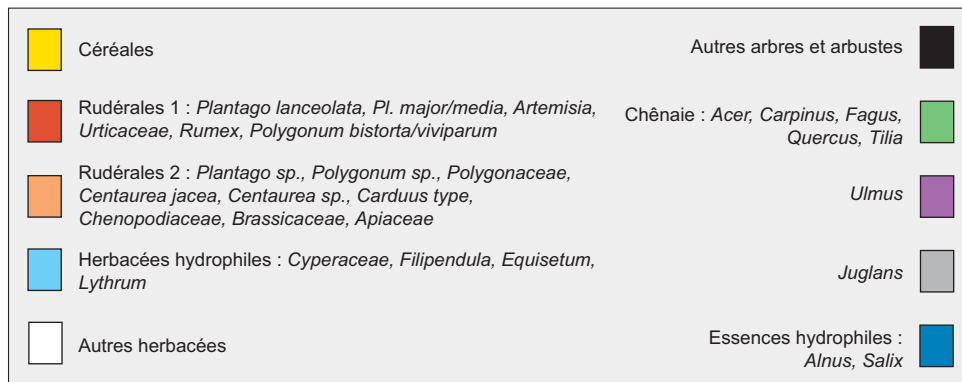 Céréales
Rudérales 1 : Plantago lanceolata, Pl. major/media, Artemisia,
Urticaceae, Rumex, Polygonum bistorta/viviparum
Rudérales 2 : Plantago sp., Polygonum sp., Polygonaceae,
Centaurea jacea, Centaurea sp., Carduus type,
Chenopodiaceae, Brassicaceae, Apiaceae
Herbacées hydrophiles : Cyperaceae, Filipendula, Equisetum,
Lythrum
Autres herbacées
Autres arbres et arbustes
Chênaie : Acer, Carpinus, Fagus,
Quercus, Tilia
Ulmus
Juglans
Essences hydrophiles :
Alnus, Salix